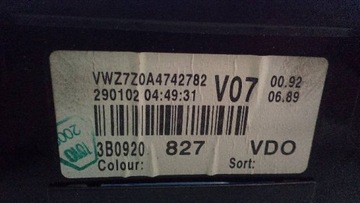 VWZ7Z0A4742782 V07 00.92
290102 04:49:31 06.89
3B0920 827 VDO
Colour: Sort: